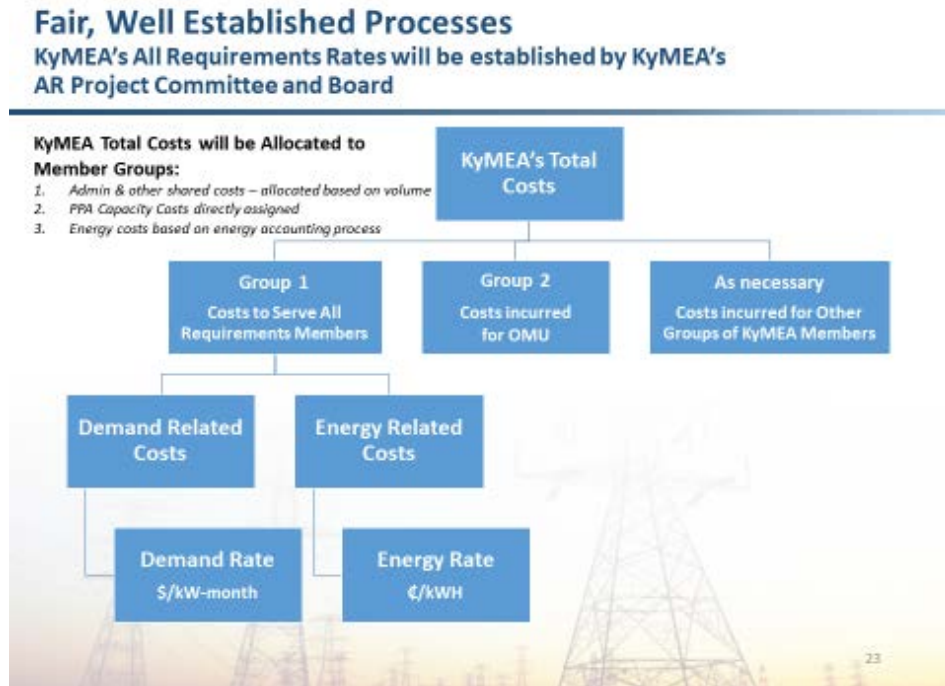 Fair, Well Established Processes
KyMEA's All Requirements Rates will be established by KyMEA's
AR Project Committee and Board
KyMEA Total Costs will be Allocated to
Member Groups:
1. Admin & other shared costs – allocated based on volume
2. PPA Capacity Costs directly assigned
3. Energy costs based on energy accounting process
KyMEA's Total
Costs
Group 1
Costs to Serve All
Requirements Members
Group 2
Costs incurred
for OMU
As necessary
Costs incurred for Other
Groups of KyMEA Members
Demand Related
Costs
Energy Related
Costs
Demand Rate
$/kW-month
Energy Rate
₵/kWH
23